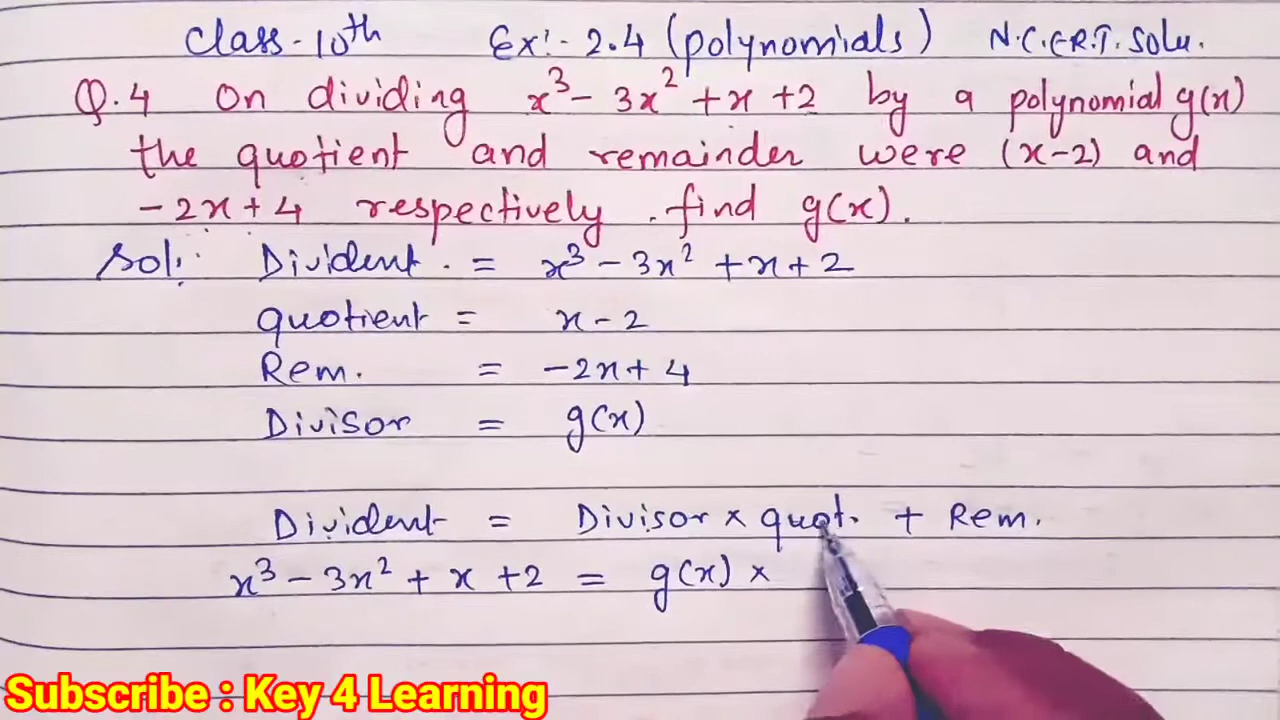 Class-10th Ex:- 2.4 (polynomials) N.C.E.R.T. Solu.
Q.4 On dividing x³ - 3x² + x + 2 by a polynomial g(x)
the quotient and remainder were (x-2) and
-2x+4 respectively. find g(x).
Sol: Divident. = x³ - 3x² + x + 2
quotient = x - 2
Rem. = -2x + 4
Divisor = g(x)
Divident = Divisor × quot. + Rem.
x³ - 3x² + x + 2 = g(x) ×
Subscribe : Key 4 Learning